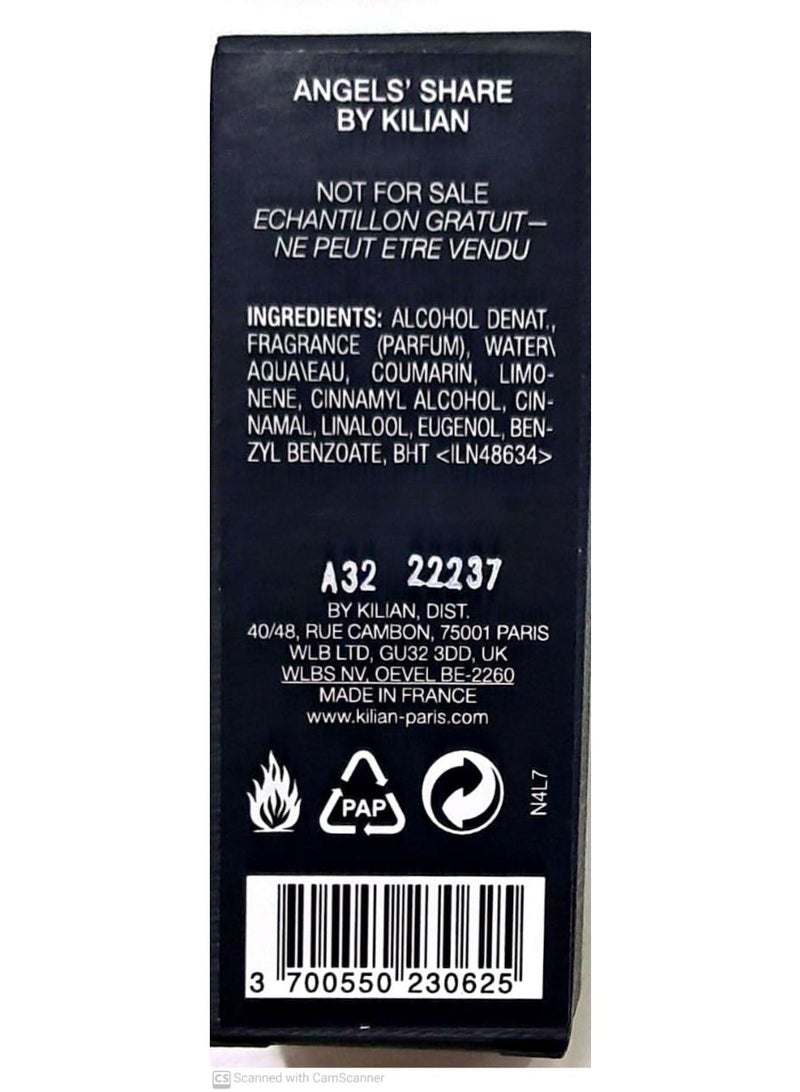 ANGELS' SHARE
BY KILIAN
NOT FOR SALE
ECHANTILLON GRATUIT—
NE PEUT ETRE VENDU
INGREDIENTS: ALCOHOL DENAT.,
FRAGRANCE (PARFUM), WATER\
AQUA\EAU, COUMARIN, LIMO-
NENE, CINNAMYL ALCOHOL, CIN-
NAMAL, LINALOOL, EUGENOL, BEN-
ZYL BENZOATE, BHT <ILN48634>
A32 22237
BY KILIAN, DIST.
40/48, RUE CAMBON, 75001 PARIS
WLB LTD, GU32 3DD, UK
WLBS NV, OEVEL BE-2260
MADE IN FRANCE
www.kilian-paris.com
PAP
N4L7
3 700550 230625
CS Scanned with CamScanner